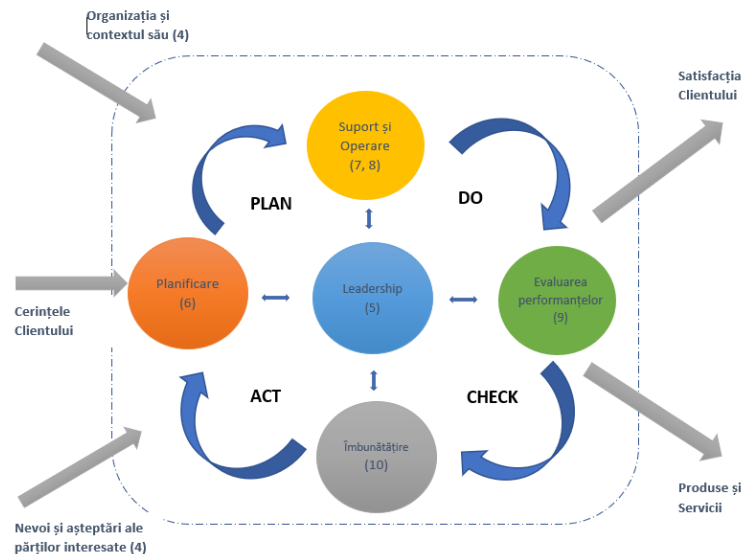 Organizația și
contextul său (4)
Satisfacția
Clientului
Suport și
Operare
(7, 8)
PLAN
DO
Planificare
(6)
Leadership
(5)
Evaluarea
performanțelor
(9)
Cerințele
Clientului
ACT
CHECK
Îmbunătățire
(10)
Produse și
Servicii
Nevoi și așteptări ale
părților interesate (4)